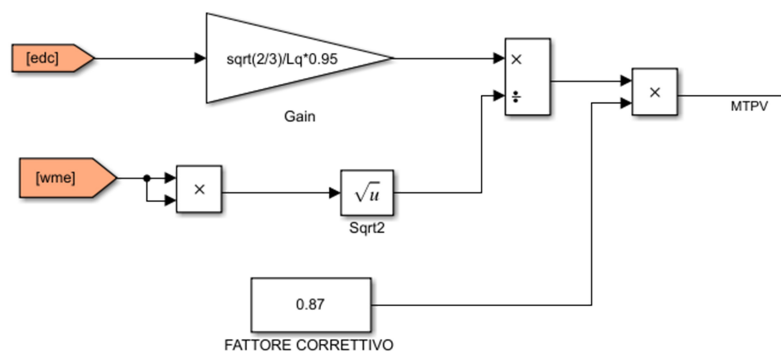 [edc]
sqrt(2/3)/Lq*0.95
Gain
×
÷
×
MTPV
[wme]
×
√u
Sqrt2
0.87
FATTORE CORRETTIVO